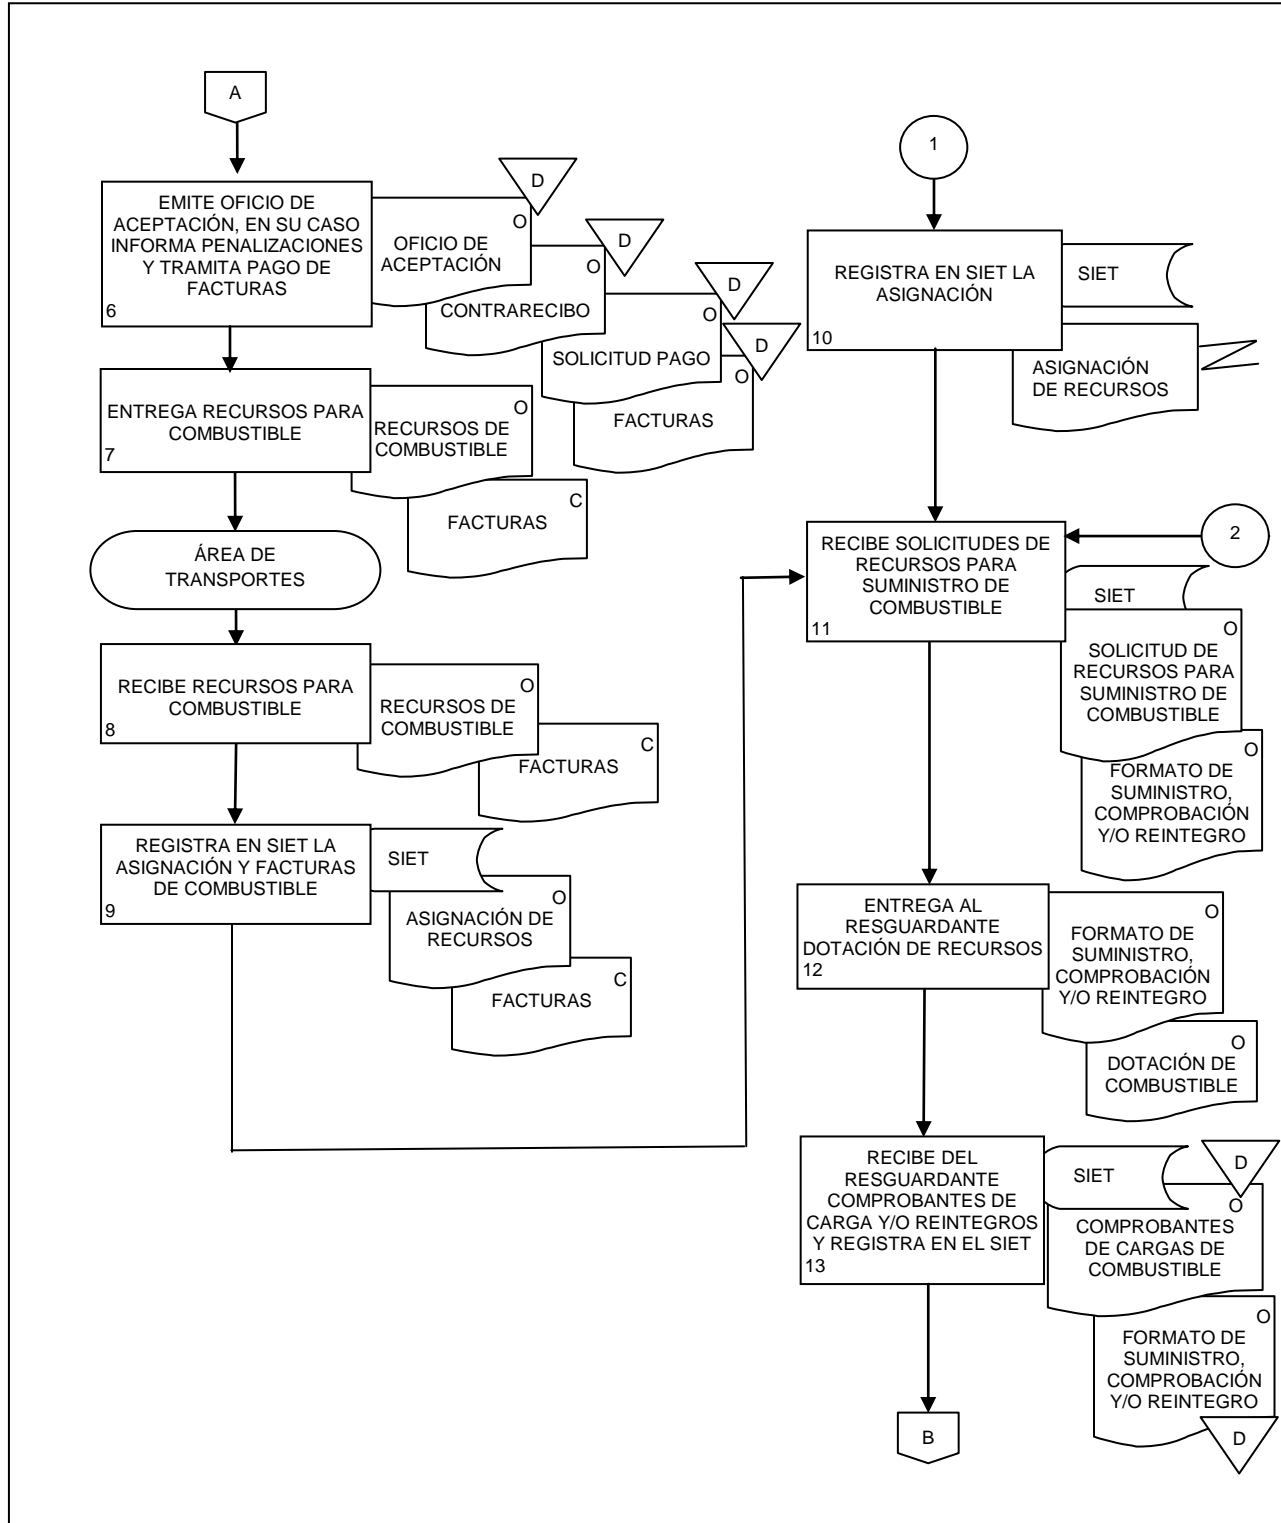 A
EMITE OFICIO DE
ACEPTACIÓN, EN SU CASO
INFORMA PENALIZACIONES
Y TRAMITA PAGO DE
FACTURAS
6
D
O
OFICIO DE
ACEPTACIÓN
D
O
CONTRARECIBO
D
O
SOLICITUD PAGO
D
O
FACTURAS
ENTREGA RECURSOS PARA
COMBUSTIBLE
7
O
RECURSOS DE
COMBUSTIBLE
C
FACTURAS
ÁREA DE
TRANSPORTES
RECIBE RECURSOS PARA
COMBUSTIBLE
8
O
RECURSOS DE
COMBUSTIBLE
C
FACTURAS
REGISTRA EN SIET LA
ASIGNACIÓN Y FACTURAS
DE COMBUSTIBLE
9
SIET
O
ASIGNACIÓN DE
RECURSOS
C
FACTURAS
1
REGISTRA EN SIET LA
ASIGNACIÓN
10
SIET
ASIGNACIÓN
DE RECURSOS
2
RECIBE SOLICITUDES DE
RECURSOS PARA
SUMINISTRO DE
COMBUSTIBLE
11
SIET
O
SOLICITUD DE
RECURSOS PARA
SUMINISTRO DE
COMBUSTIBLE
O
FORMATO DE
SUMINISTRO,
COMPROBACIÓN
Y/O REINTEGRO
ENTREGA AL
RESGUARDANTE
DOTACIÓN DE RECURSOS
12
O
FORMATO DE
SUMINISTRO,
COMPROBACIÓN
Y/O REINTEGRO
O
DOTACIÓN DE
COMBUSTIBLE
RECIBE DEL
RESGUARDANTE
COMPROBANTES DE
CARGA Y/O REINTEGROS
Y REGISTRA EN EL SIET
13
SIET
D
O
COMPROBANTES
DE CARGAS DE
COMBUSTIBLE
O
FORMATO DE
SUMINISTRO,
COMPROBACIÓN
Y/O REINTEGRO
D
B